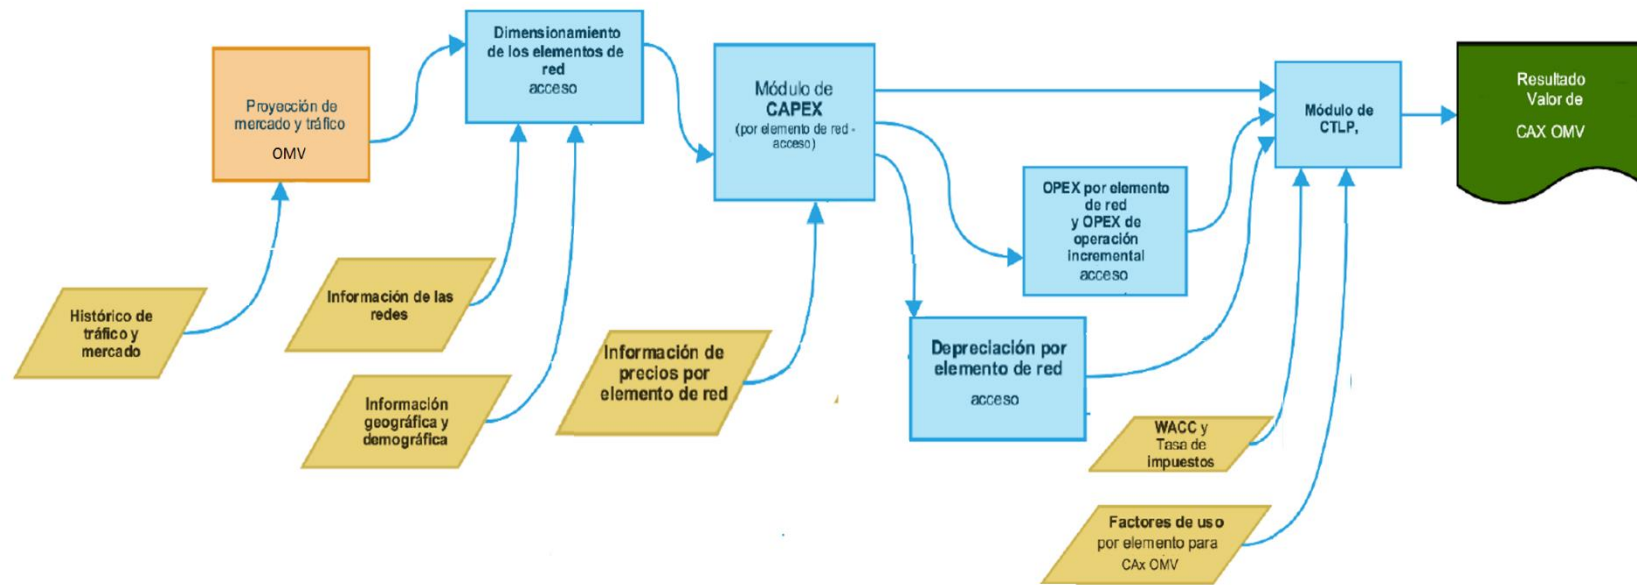 Proyección de
mercado y tráfico
OMV
Dimensionamiento
de los elementos de
red
acceso
Módulo de
CAPEX
(por elemento de red -
acceso)
OPEX por elemento
de red
y OPEX de
operación
incremental
acceso
Depreciación por
elemento de red
acceso
Módulo de
CTLP,
Resultado
Valor de
CAX OMV
Histórico de
tráfico y
mercado
Información de las
redes
Información
geográfica y
demográfica
Información de
precios por
elemento de red
WACC y
Tasa de
impuestos
Factores de uso
por elemento para
CAx OMV